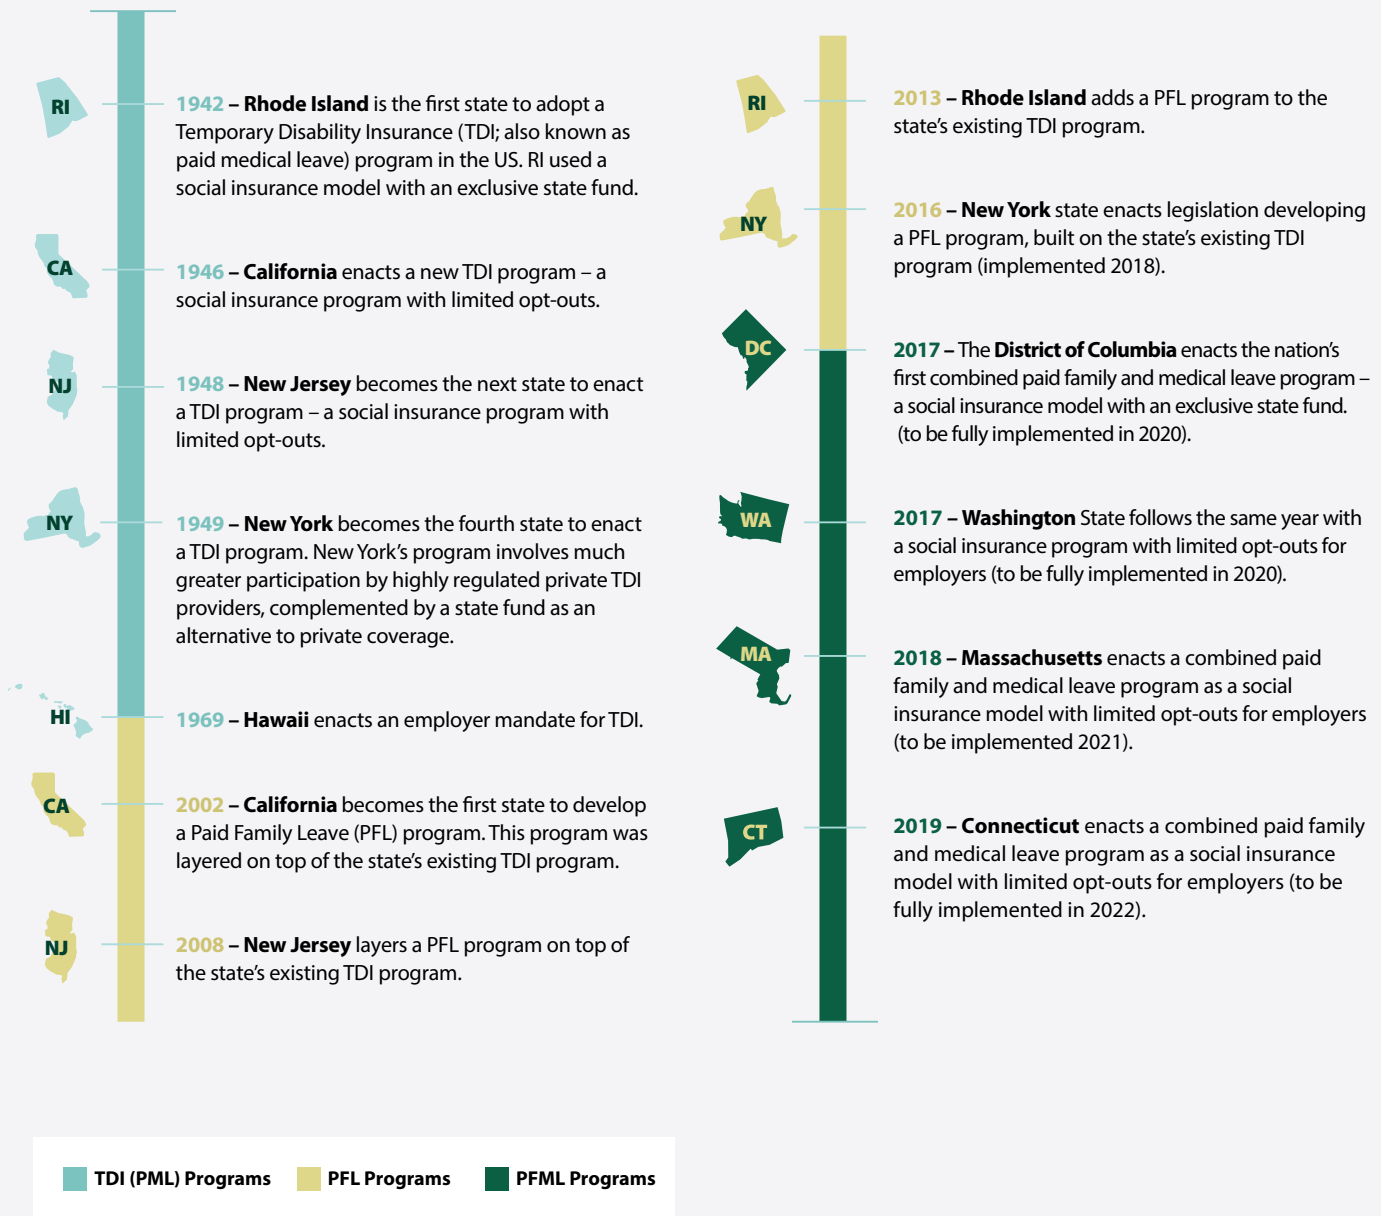 RI
1942 – Rhode Island is the first state to adopt a
Temporary Disability Insurance (TDI; also known as
paid medical leave) program in the US. RI used a
social insurance model with an exclusive state fund.
CA
1946 – California enacts a new TDI program – a
social insurance program with limited opt-outs.
NJ
1948 – New Jersey becomes the next state to enact
a TDI program – a social insurance program with
limited opt-outs.
NY
1949 – New York becomes the fourth state to enact
a TDI program. New York’s program involves much
greater participation by highly regulated private TDI
providers, complemented by a state fund as an
alternative to private coverage.
HI
1969 – Hawaii enacts an employer mandate for TDI.
CA
2002 – California becomes the first state to develop
a Paid Family Leave (PFL) program. This program was
layered on top of the state’s existing TDI program.
NJ
2008 – New Jersey layers a PFL program on top of
the state’s existing TDI program.
RI
2013 – Rhode Island adds a PFL program to the
state’s existing TDI program.
NY
2016 – New York state enacts legislation developing
a PFL program, built on the state’s existing TDI
program (implemented 2018).
DC
2017 – The District of Columbia enacts the nation’s
first combined paid family and medical leave program –
a social insurance model with an exclusive state fund.
(to be fully implemented in 2020).
WA
2017 – Washington State follows the same year with
a social insurance program with limited opt-outs for
employers (to be fully implemented in 2020).
MA
2018 – Massachusetts enacts a combined paid
family and medical leave program as a social
insurance model with limited opt-outs for employers
(to be implemented 2021).
CT
2019 – Connecticut enacts a combined paid family
and medical leave program as a social insurance
model with limited opt-outs for employers (to be
fully implemented in 2022).
TDI (PML) Programs
PFL Programs
PFML Programs